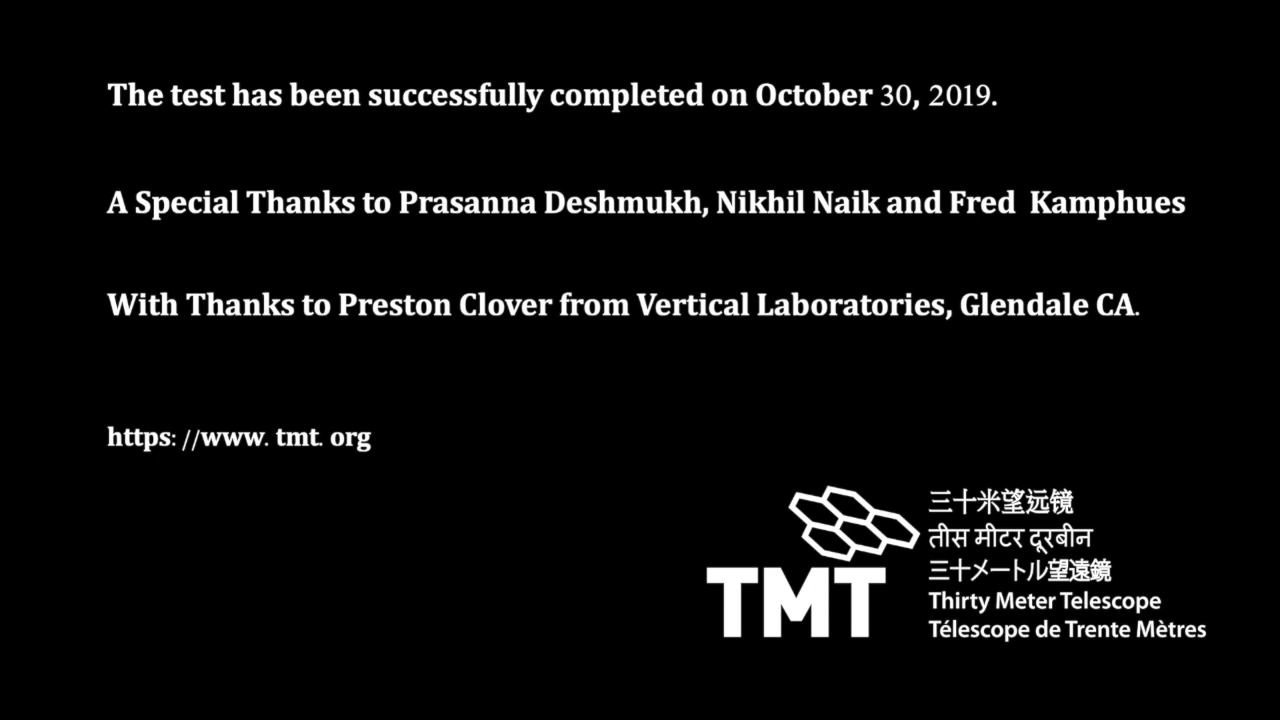 The test has been successfully completed on October 30, 2019.
A Special Thanks to Prasanna Deshmukh, Nikhil Naik and Fred  Kamphues
With Thanks to Preston Clover from Vertical Laboratories, Glendale CA.
https: //www. tmt. org
TMT
三十米望远镜
तीस मीटर दूरबीन
三十メートル望遠鏡
Thirty Meter Telescope
Télescope de Trente Mètres